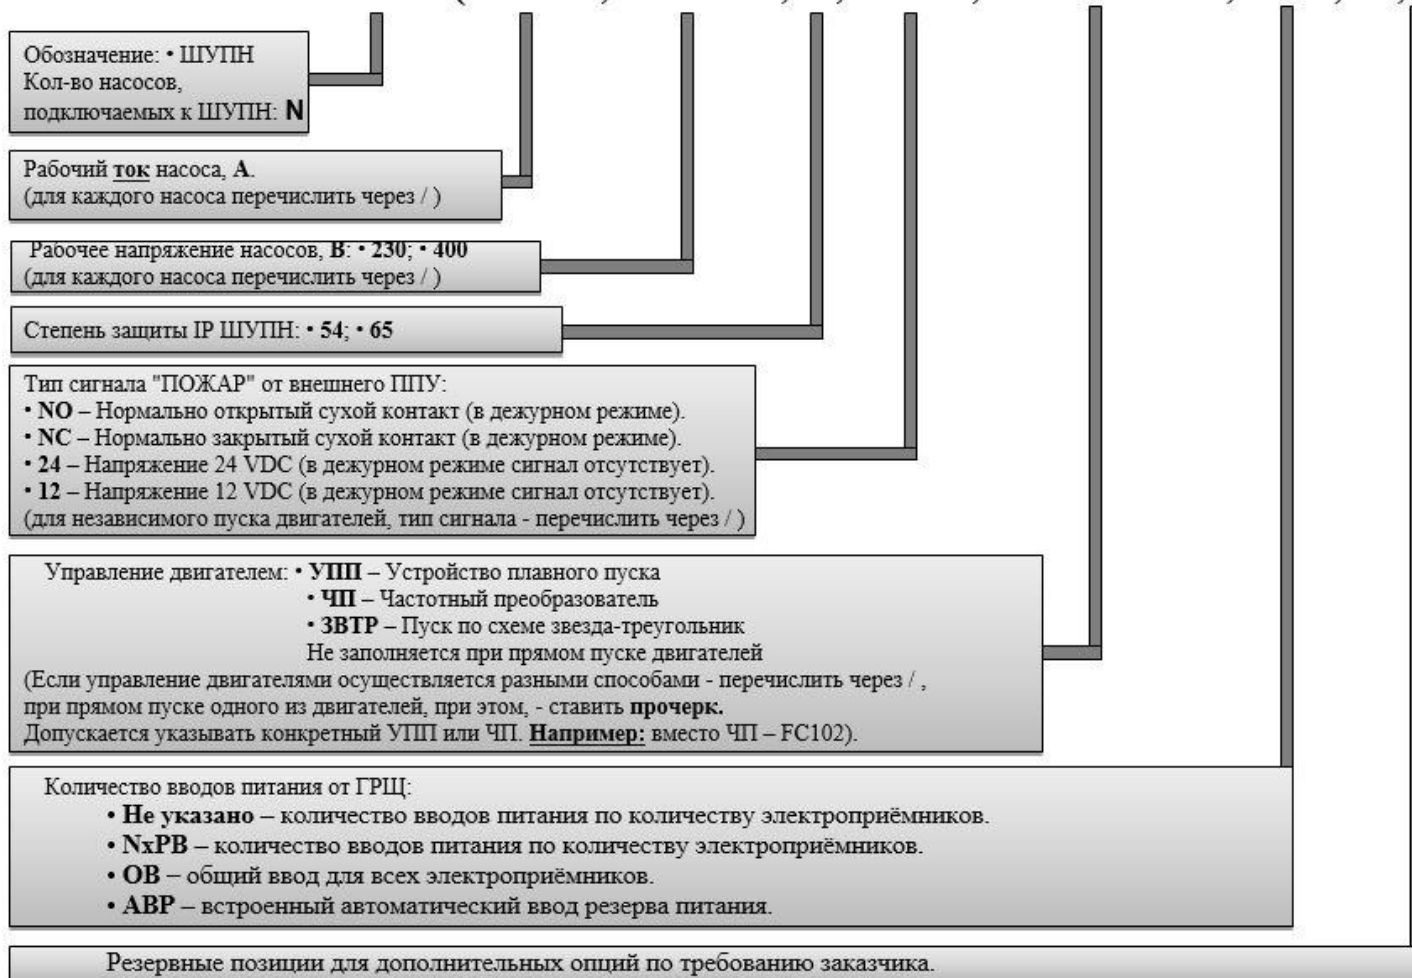 Обозначение: • ШУПН
Кол-во насосов,
подключаемых к ШУПН: N
Рабочий ток насоса, А.
(для каждого насоса перечислить через / )
Рабочее напряжение насосов, В: • 230; • 400
(для каждого насоса перечислить через / )
Степень защиты IP ШУПН: • 54; • 65
Тип сигнала "ПОЖАР" от внешнего ППУ:
• NO – Нормально открытый сухой контакт (в дежурном режиме).
• NC – Нормально закрытый сухой контакт (в дежурном режиме).
• 24 – Напряжение 24 VDC (в дежурном режиме сигнал отсутствует).
• 12 – Напряжение 12 VDC (в дежурном режиме сигнал отсутствует).
(для независимого пуска двигателей, тип сигнала - перечислить через / )
Управление двигателем: • УПП – Устройство плавного пуска
• ЧП – Частотный преобразователь
• ЗВТР – Пуск по схеме звезда-треугольник
Не заполняется при прямом пуске двигателей
(Если управление двигателями осуществляется разными способами - перечислить через / ,
при прямом пуске одного из двигателей, при этом, - ставить прочерк.
Допускается указывать конкретный УПП или ЧП. Например: вместо ЧП – FC102).
Количество вводов питания от ГРЩ:
• Не указано – количество вводов питания по количеству электроприёмников.
• NxРВ – количество вводов питания по количеству электроприёмников.
• ОВ – общий ввод для всех электроприёмников.
• АВР – встроенный автоматический ввод резерва питания.
Резервные позиции для дополнительных опций по требованию заказчика.